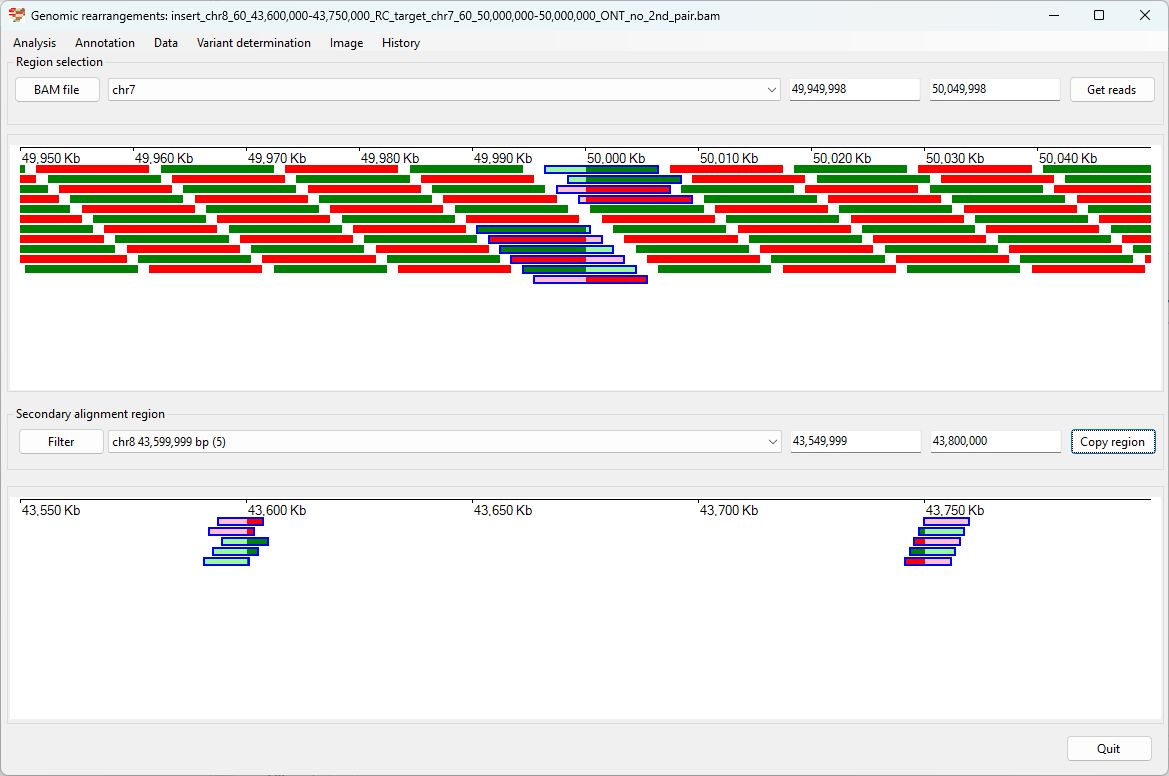 Genomic rearrangements: insert_chr8_60_43,600,000-43,750,000_RC_target_chr7_60_50,000,000-50,000,000_ONT_no_2nd_pair.bam
Analysis Annotation Data Variant determination Image History
Region selection
BAM file chr7 49,949,998 50,049,998 Get reads
49,950 Kb 49,960 Kb 49,970 Kb 49,980 Kb 49,990 Kb 50,000 Kb 50,010 Kb 50,020 Kb 50,030 Kb 50,040 Kb
Secondary alignment region
Filter chr8 43,599,999 bp (5) 43,549,999 43,800,000 Copy region
43,550 Kb 43,600 Kb 43,650 Kb 43,700 Kb 43,750 Kb
Quit